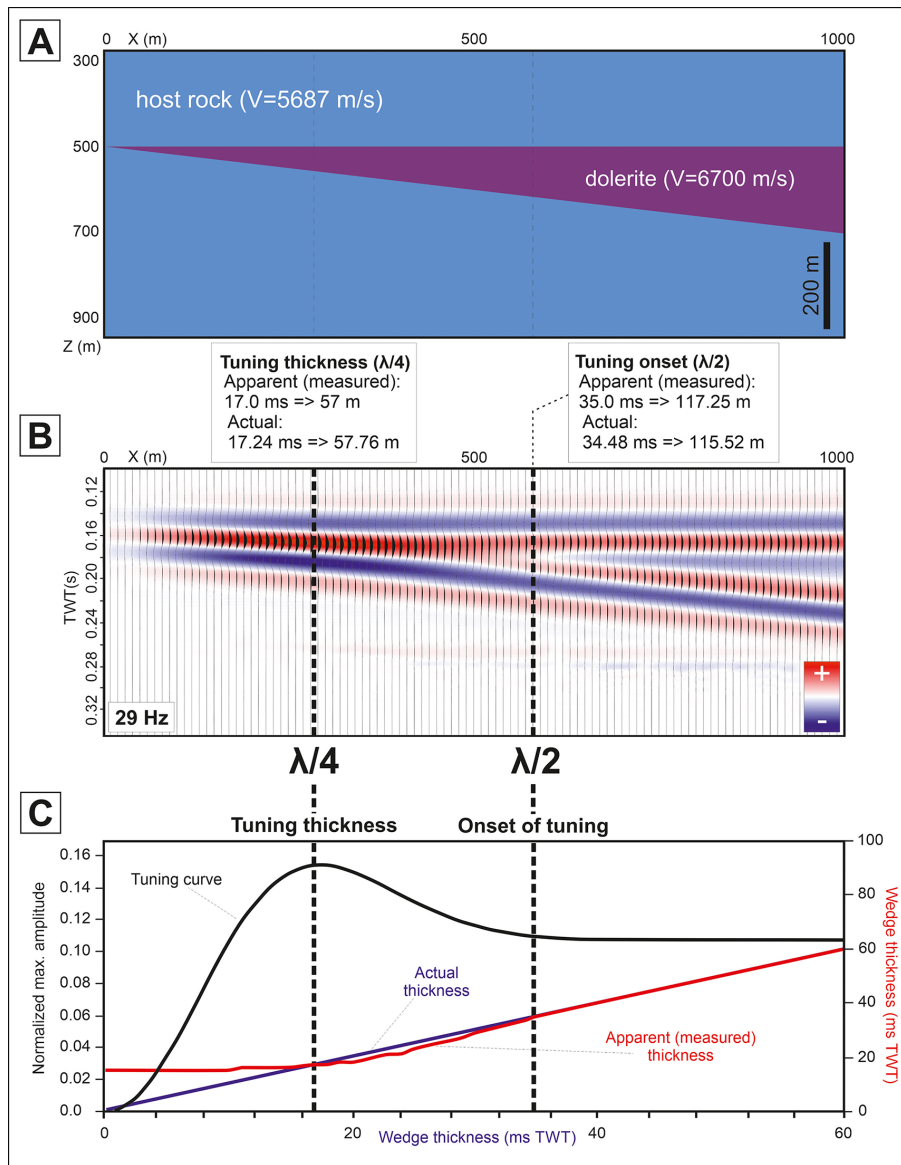 A
0 X (m) 500 1000
300
host rock (V=5687 m/s)
500
dolerite (V=6700 m/s)
700
200 m
900
Z (m)
Tuning thickness (λ/4)
Apparent (measured):
17.0 ms => 57 m
Actual:
17.24 ms => 57.76 m
Tuning onset (λ/2)
Apparent (measured):
35.0 ms => 117.25 m
Actual:
34.48 ms => 115.52 m
B
0 X (m) 500 1000
0.12
0.16
0.20
0.24
0.28
0.32
TWT(s)
+
-
29 Hz
λ/4
λ/2
C
Tuning thickness
Onset of tuning
0.16
0.14
0.12
0.10
0.08
0.06
0.04
0.02
0.0
Normalized max. amplitude
Tuning curve
Actual
thickness
Apparent (measured)
thickness
100
80
60
40
20
0
Wedge thickness
(ms TWT)
0 20 40 60
Wedge thickness (ms TWT)